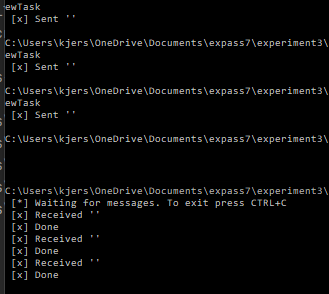 ewTask
[x] Sent ''
C:\Users\kjers\OneDrive\Documents\expass7\experiment3\
ewTask
[x] Sent ''
C:\Users\kjers\OneDrive\Documents\expass7\experiment3\
ewTask
[x] Sent ''
C:\Users\kjers\OneDrive\Documents\expass7\experiment3\
C:\Users\kjers\OneDrive\Documents\expass7\experiment3\
[*] Waiting for messages. To exit press CTRL+C
[x] Received ''
[x] Done
[x] Received ''
[x] Done
[x] Received ''
[x] Done